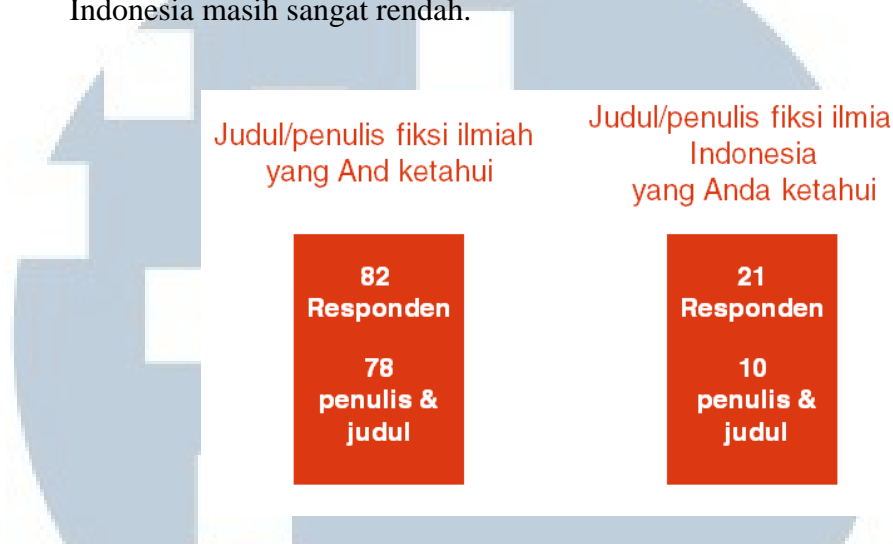 Indonesia masih sangat rendah.
Judul/penulis fiksi ilmiah
yang And ketahui
Judul/penulis fiksi ilmia
Indonesia
yang Anda ketahui
82
Responden
78
penulis &
judul
21
Responden
10
penulis &
judul